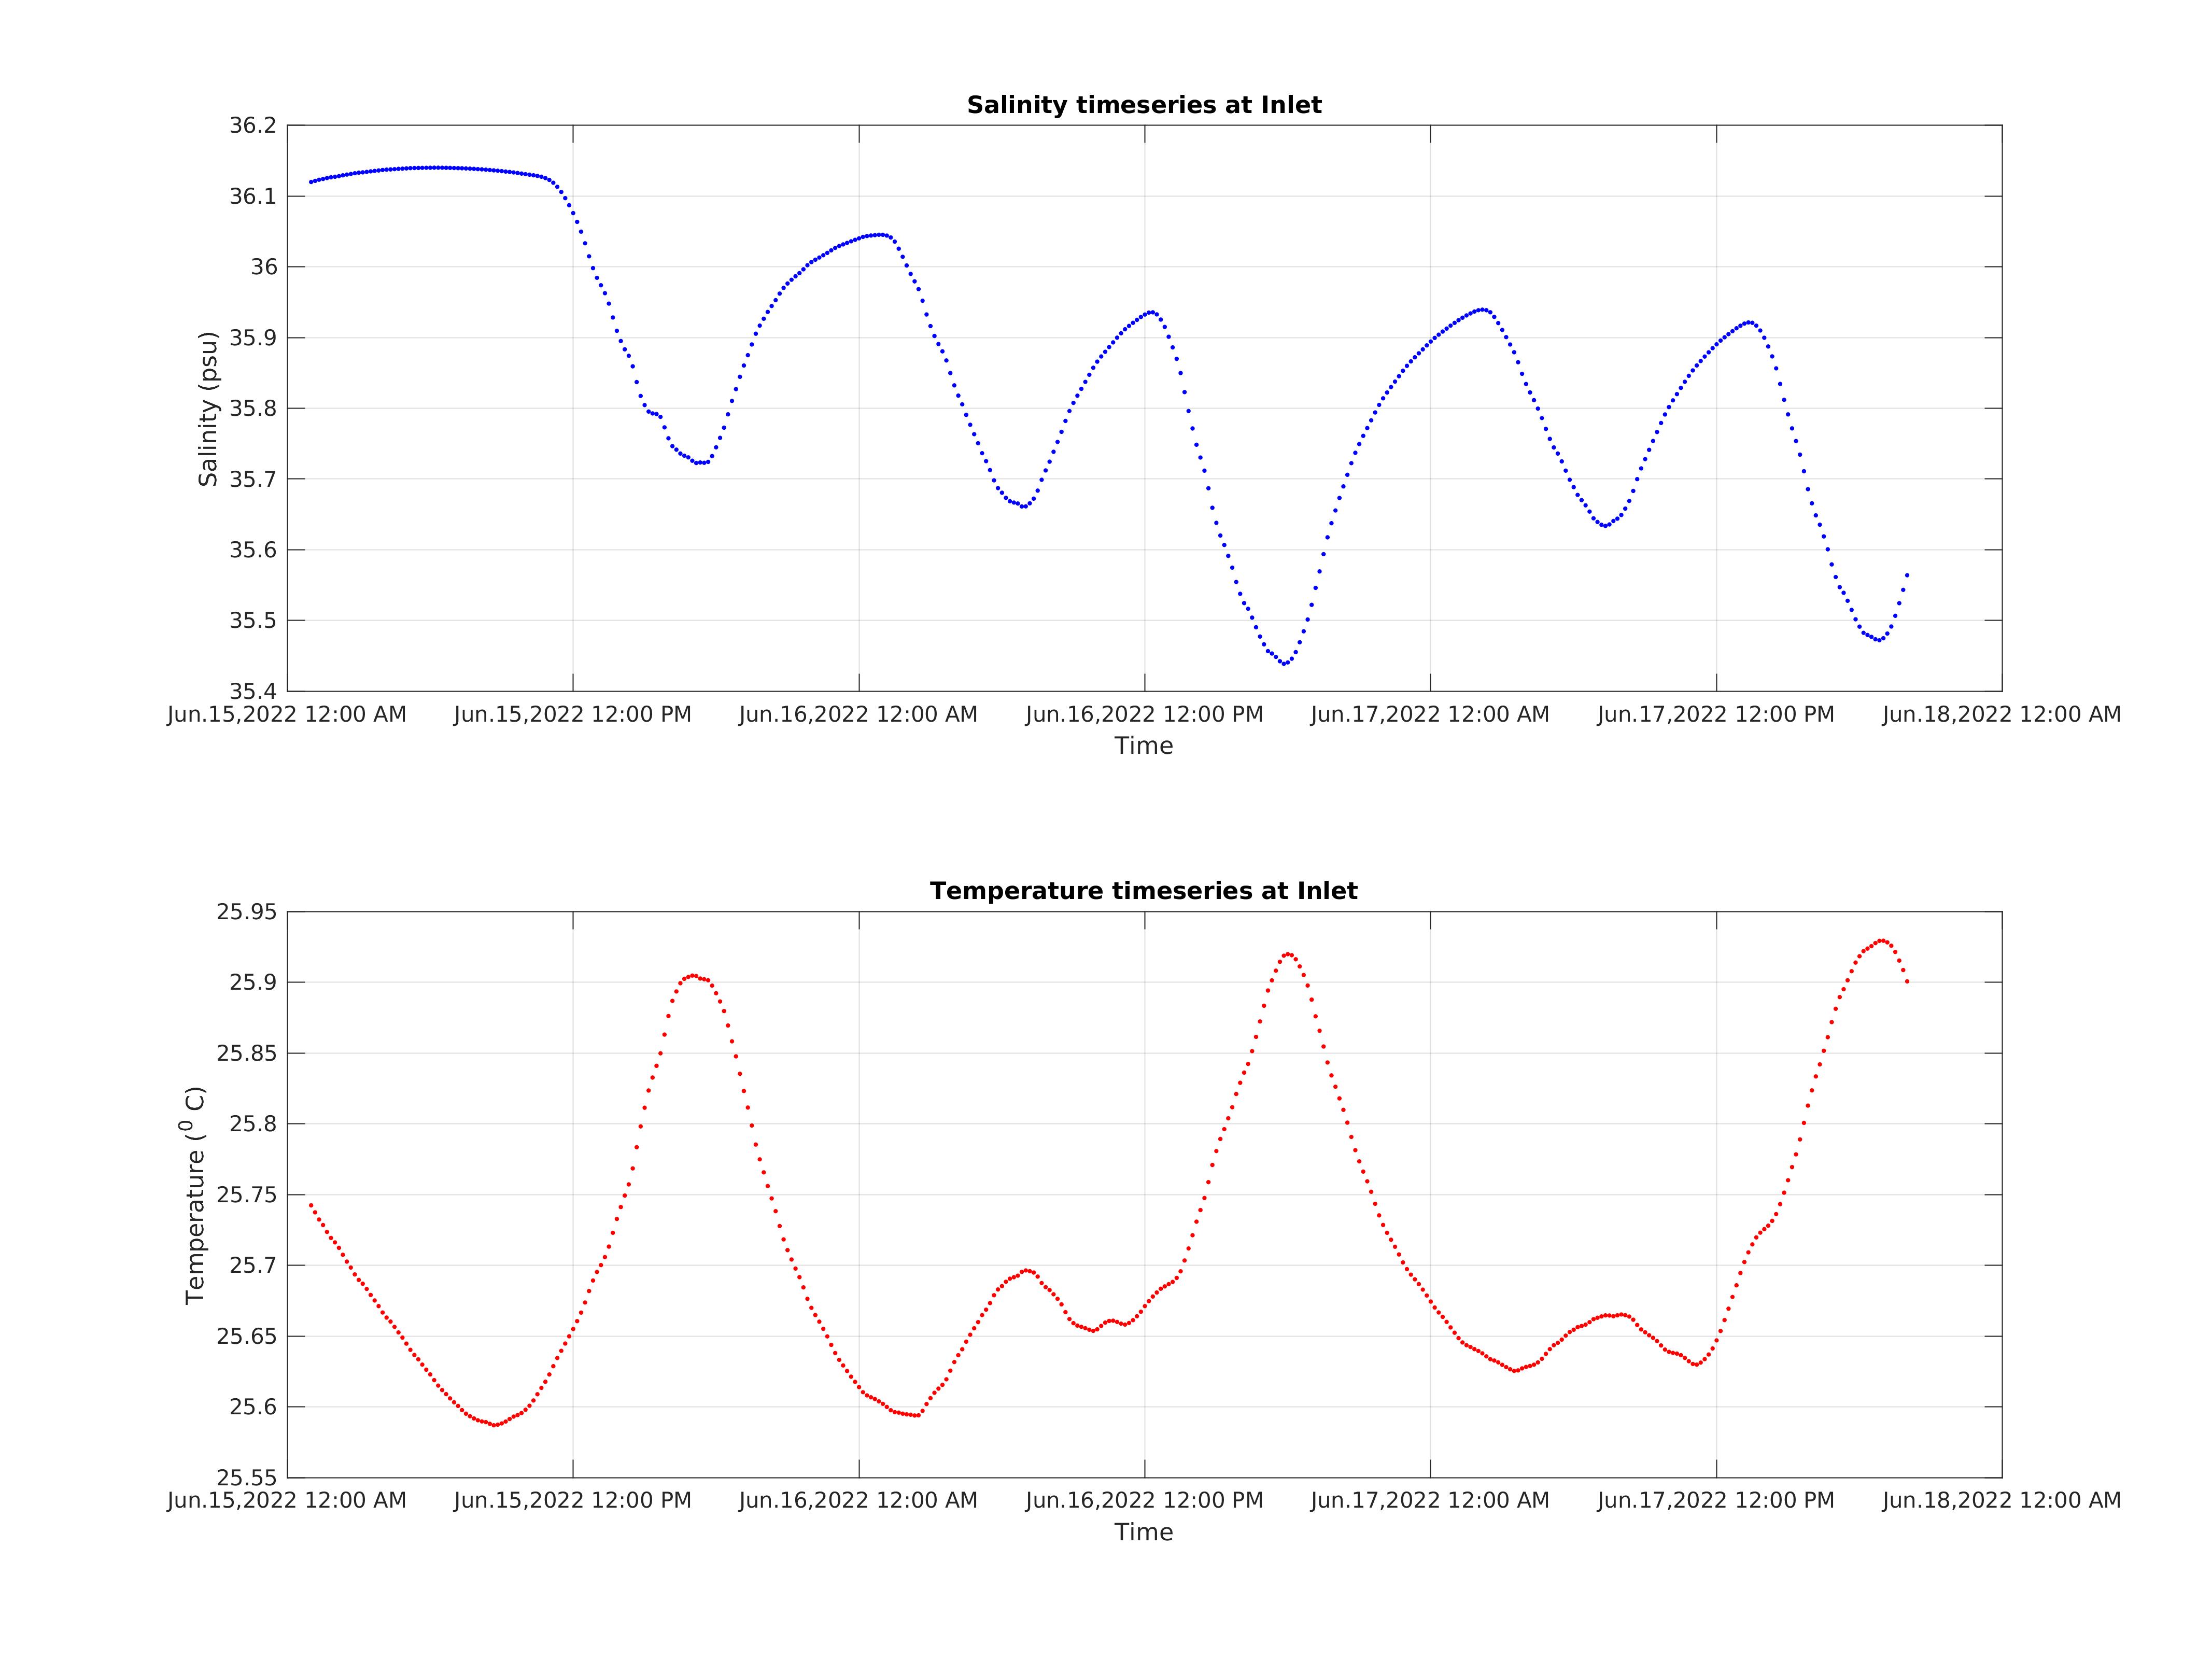 Salinity timeseries at Inlet
36.2
36.1
36
35.9
35.8
35.7
35.6
35.5
35.4
Salinity (psu)
Jun.15,2022 12:00 AM Jun.15,2022 12:00 PM Jun.16,2022 12:00 AM Jun.16,2022 12:00 PM Jun.17,2022 12:00 AM Jun.17,2022 12:00 PM Jun.18,2022 12:00 AM
Time
Temperature timeseries at Inlet
25.95
25.9
25.85
25.8
25.75
25.7
25.65
25.6
25.55
Temperature (⁰ C)
Jun.15,2022 12:00 AM Jun.15,2022 12:00 PM Jun.16,2022 12:00 AM Jun.16,2022 12:00 PM Jun.17,2022 12:00 AM Jun.17,2022 12:00 PM Jun.18,2022 12:00 AM
Time